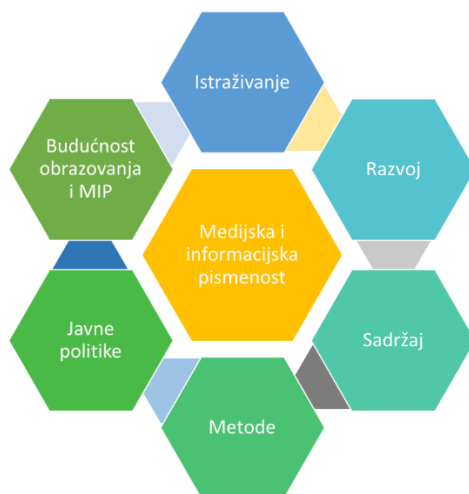 Istraživanje
Razvoj
Sadržaj
Metode
Javne
politike
Budućnost
obrazovanja
i MIP
Medijska i
informacijska
pismenost